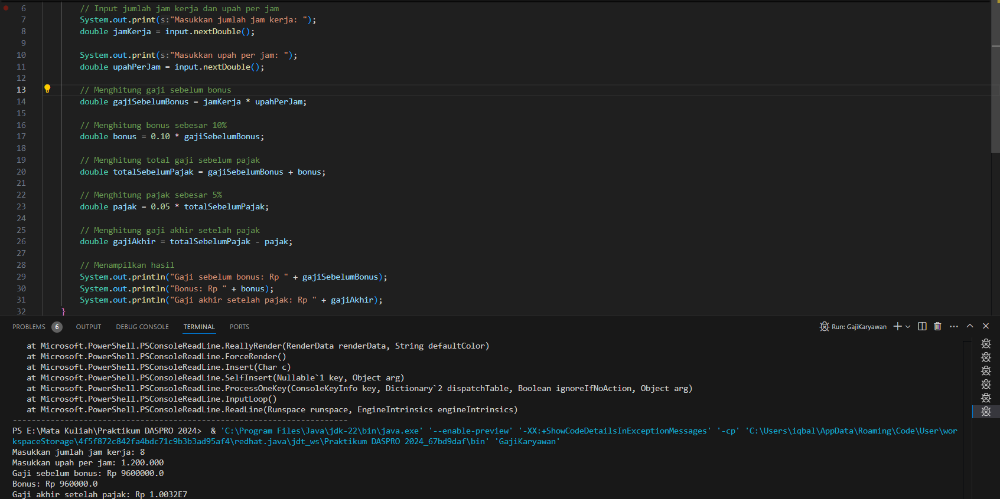 6 // Input jumlah jam kerja dan upah per jam
7 System.out.print(s:"Masukkan jumlah jam kerja: ");
8 double jamKerja = input.nextDouble();
9
10 System.out.print(s:"Masukkan upah per jam: ");
11 double upahPerJam = input.nextDouble();
12
13 // Menghitung gaji sebelum bonus
14 double gajiSebelumBonus = jamKerja * upahPerJam;
15
16 // Menghitung bonus sebesar 10%
17 double bonus = 0.10 * gajiSebelumBonus;
18
19 // Menghitung total gaji sebelum pajak
20 double totalSebelumPajak = gajiSebelumBonus + bonus;
21
22 // Menghitung pajak sebesar 5%
23 double pajak = 0.05 * totalSebelumPajak;
24
25 // Menghitung gaji akhir setelah pajak
26 double gajiAkhir = totalSebelumPajak - pajak;
27
28 // Menampilkan hasil
29 System.out.println("Gaji sebelum bonus: Rp " + gajiSebelumBonus);
30 System.out.println("Bonus: Rp " + bonus);
31 System.out.println("Gaji akhir setelah pajak: Rp " + gajiAkhir);
32 }
PROBLEMS 6 OUTPUT DEBUG CONSOLE TERMINAL PORTS Run: GajiKaryawan
at Microsoft.PowerShell.PSConsoleReadLine.ReallyRender(RenderData renderData, String defaultColor)
at Microsoft.PowerShell.PSConsoleReadLine.ForceRender()
at Microsoft.PowerShell.PSConsoleReadLine.Insert(Char c)
at Microsoft.PowerShell.PSConsoleReadLine.SelfInsert(Nullable`1 key, Object arg)
at Microsoft.PowerShell.PSConsoleReadLine.ProcessOneKey(ConsoleKeyInfo key, Dictionary`2 dispatchTable, Boolean ignoreIfNoAction, Object arg)
at Microsoft.PowerShell.PSConsoleReadLine.InputLoop()
at Microsoft.PowerShell.PSConsoleReadLine.ReadLine(Runspace runspace, EngineIntrinsics engineIntrinsics)
-----------------------------------------------------------------------
PS E:\Mata Kuliah\Praktikum DASPRO 2024>  & 'C:\Program Files\Java\jdk-22\bin\java.exe' '--enable-preview' '-XX:+ShowCodeDetailsInExceptionMessages' '-cp' 'C:\Users\iqbal\AppData\Roaming\Code\User\wor
kspaceStorage\4f5f872c842fa4bdc71c9b3b3ad95af4\redhat.java\jdt_ws\Praktikum DASPRO 2024_67bd9daf\bin' 'GajiKaryawan'
Masukkan jumlah jam kerja: 8
Masukkan upah per jam: 1.200.000
Gaji sebelum bonus: Rp 9600000.0
Bonus: Rp 960000.0
Gaji akhir setelah pajak: Rp 1.0032E7